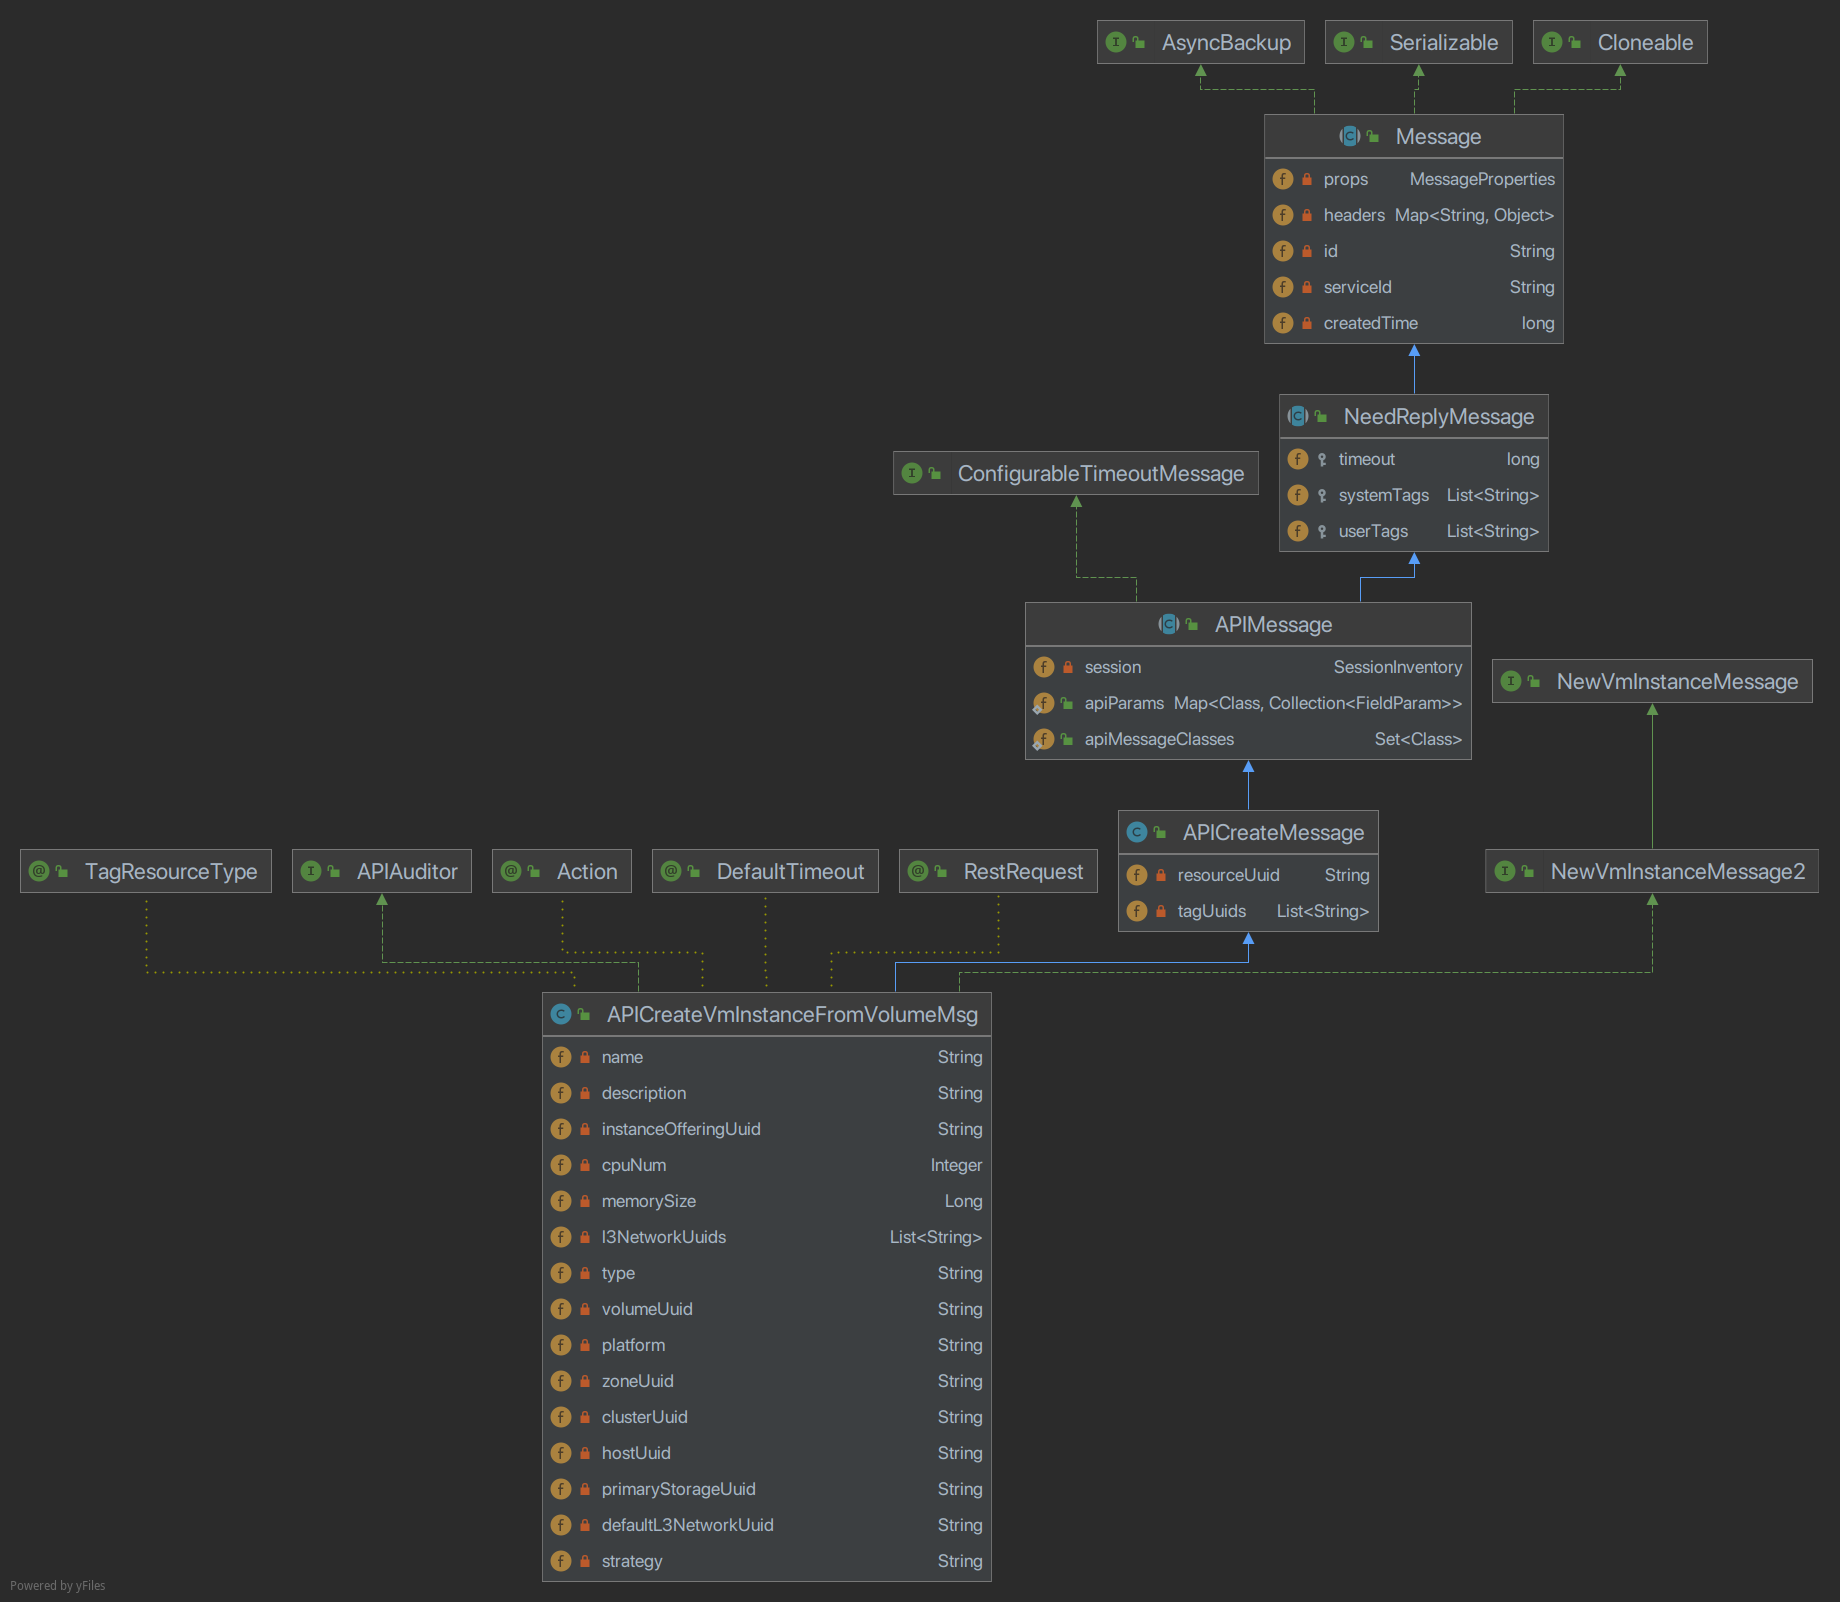 AsyncBackup
Serializable
Cloneable
Message
props MessageProperties
headers Map<String, Object>
id String
serviceId String
createdTime long
NeedReplyMessage
timeout long
systemTags List<String>
userTags List<String>
ConfigurableTimeoutMessage
APIMessage
session SessionInventory
apiParams Map<Class, Collection<FieldParam>>
apiMessageClasses Set<Class>
NewVmInstanceMessage
APICreateMessage
resourceUuid String
tagUuids List<String>
TagResourceType
APIAuditor
Action
DefaultTimeout
RestRequest
NewVmInstanceMessage2
APICreateVmInstanceFromVolumeMsg
name String
description String
instanceOfferingUuid String
cpuNum Integer
memorySize Long
l3NetworkUuids List<String>
type String
volumeUuid String
platform String
zoneUuid String
clusterUuid String
hostUuid String
primaryStorageUuid String
defaultL3NetworkUuid String
strategy String
Powered by yFiles